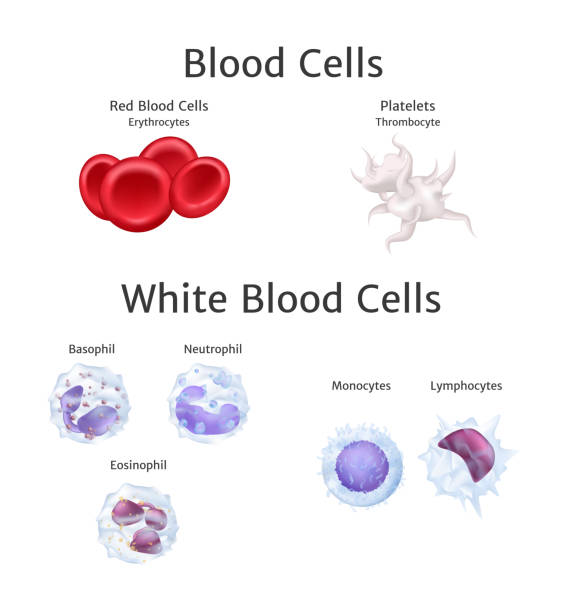 Blood Cells
Red Blood Cells
Erythrocytes
Platelets
Thrombocyte
White Blood Cells
Basophil
Neutrophil
Monocytes
Lymphocytes
Eosinophil